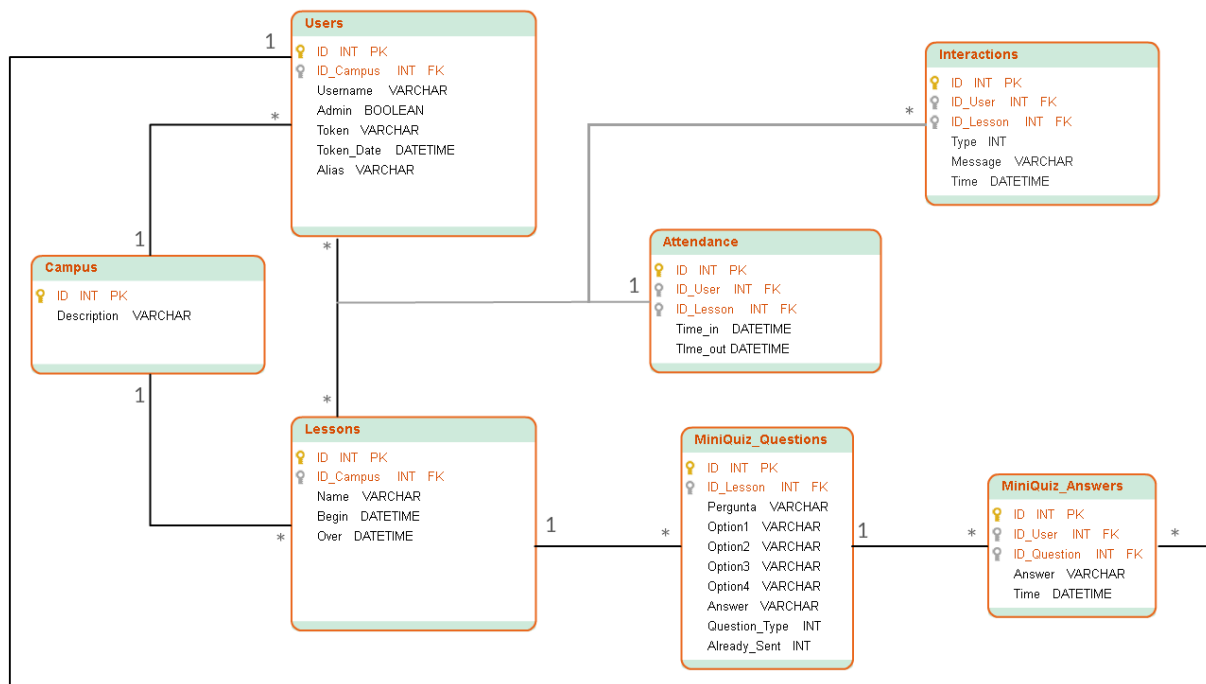 Users
ID INT PK
ID_Campus INT FK
Username VARCHAR
Admin BOOLEAN
Token VARCHAR
Token_Date DATETIME
Alias VARCHAR
1
*
1
Campus
ID INT PK
Description VARCHAR
1
*
*
*
Interactions
ID INT PK
ID_User INT FK
ID_Lesson INT FK
Type INT
Message VARCHAR
Time DATETIME
*
Attendance
ID INT PK
ID_User INT FK
ID_Lesson INT FK
Time_in DATETIME
TIme_out DATETIME
1
Lessons
ID INT PK
ID_Campus INT FK
Name VARCHAR
Begin DATETIME
Over DATETIME
1
*
MiniQuiz_Questions
ID INT PK
ID_Lesson INT FK
Pergunta VARCHAR
Option1 VARCHAR
Option2 VARCHAR
Option3 VARCHAR
Option4 VARCHAR
Answer VARCHAR
Question_Type INT
Already_Sent INT
1
*
MiniQuiz_Answers
ID INT PK
ID_User INT FK
ID_Question INT FK
Answer VARCHAR
Time DATETIME
*